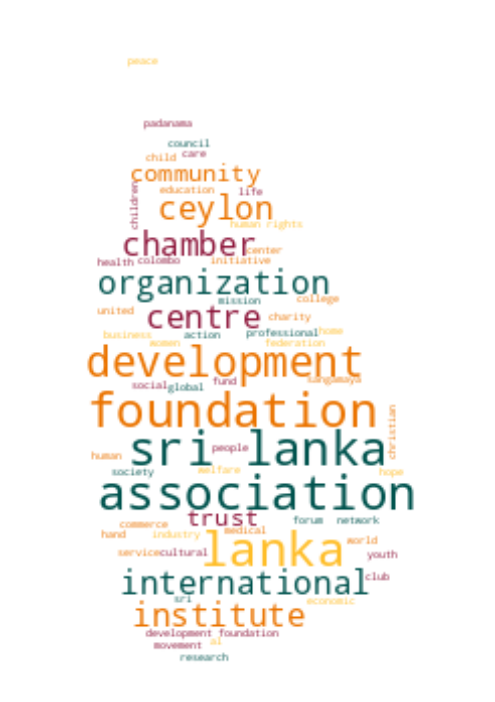 peace
padanama
council
child care
community
children education life
ceylon
human rights
chamber center
health colombo initiative
organization
mission college
united centre charity
business action professional home
women federation
development
social global fund sangamaya
foundation
christian
sri lanka
human people
society welfare hope
association
trust forum network
commerce
hand industry medical
lanka world
service cultural youth
international club
sri economic
institute
development foundation
movement al
research